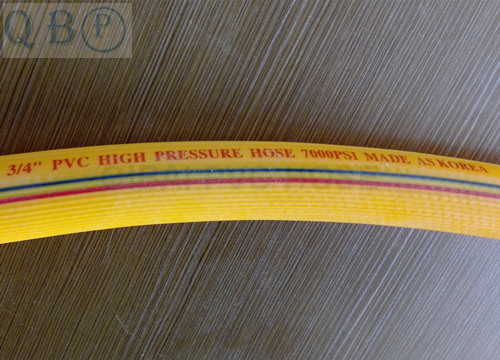 QBP
3/4" PVC HIGH PRESSURE HOSE 7000PSI MADE AS KOREA